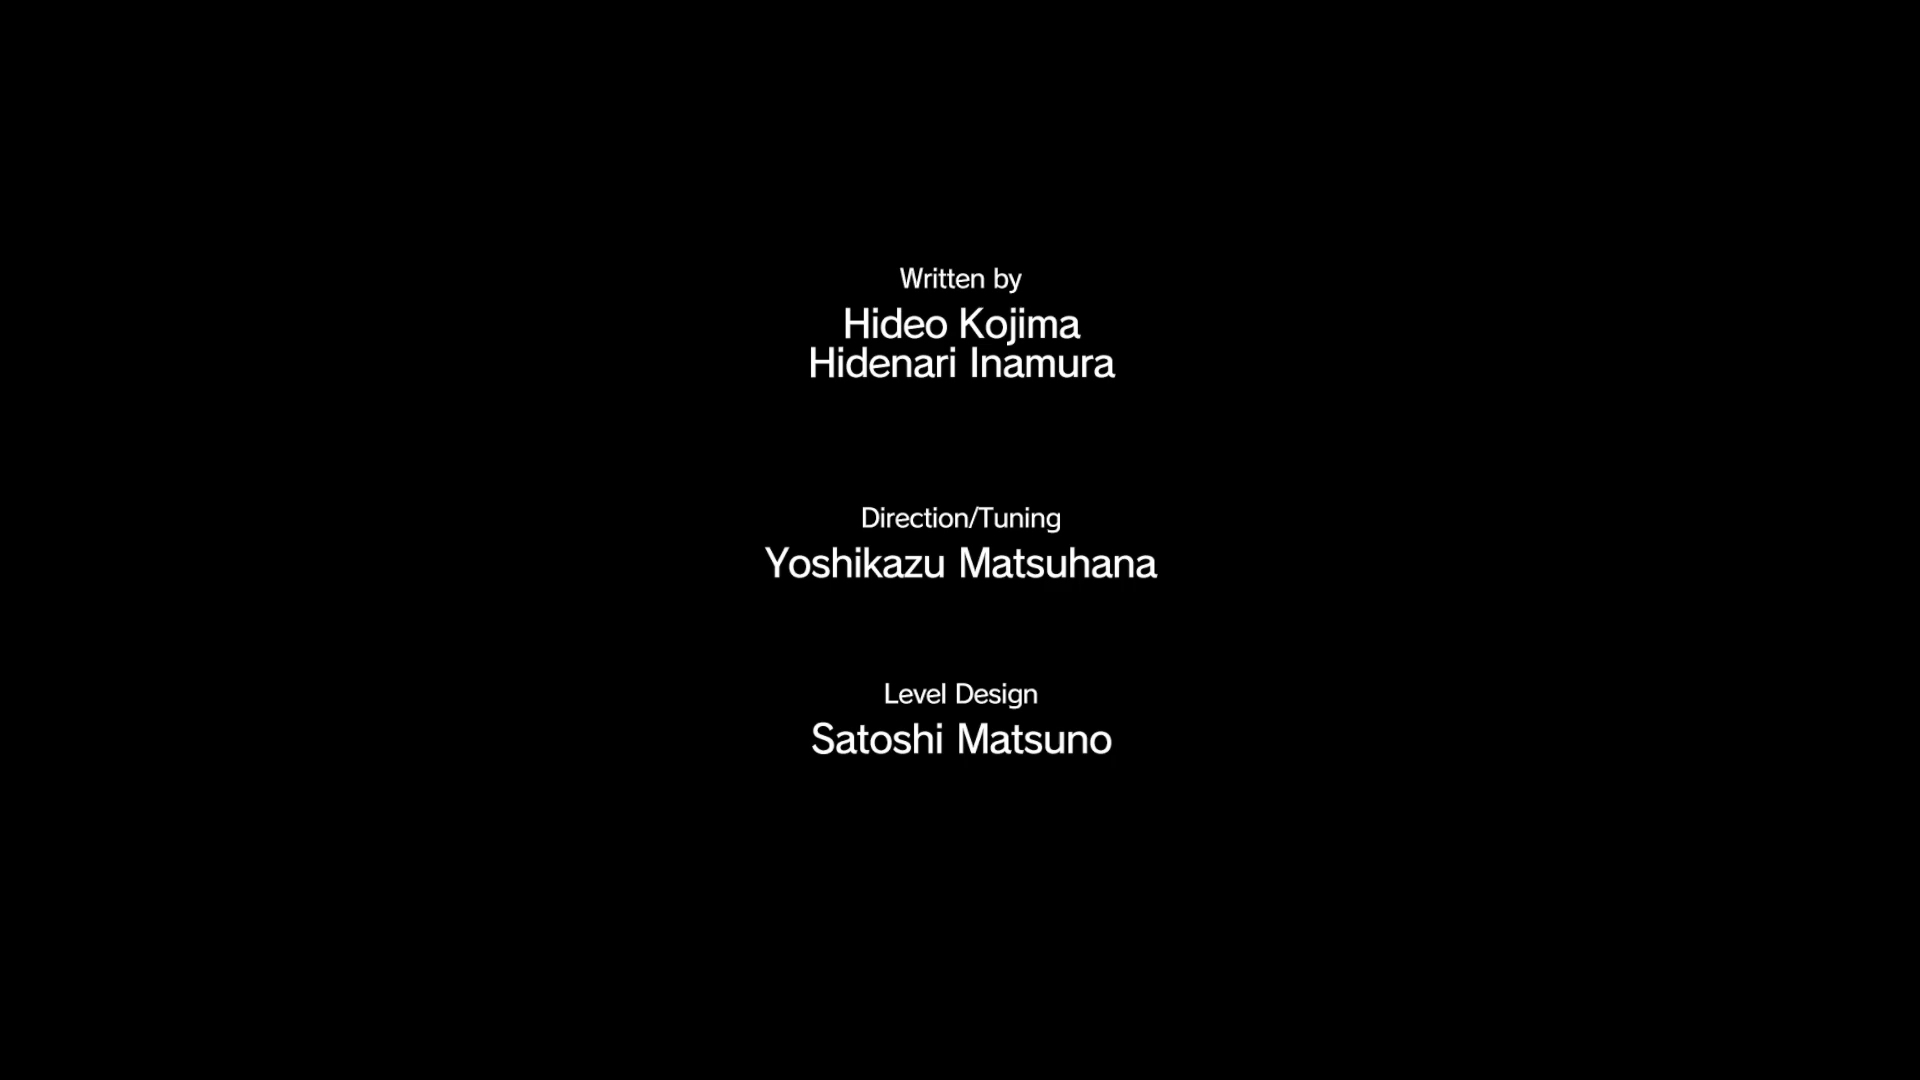 Written by
Hideo Kojima
Hidenari Inamura
Direction/Tuning
Yoshikazu Matsuhana
Level Design
Satoshi Matsuno